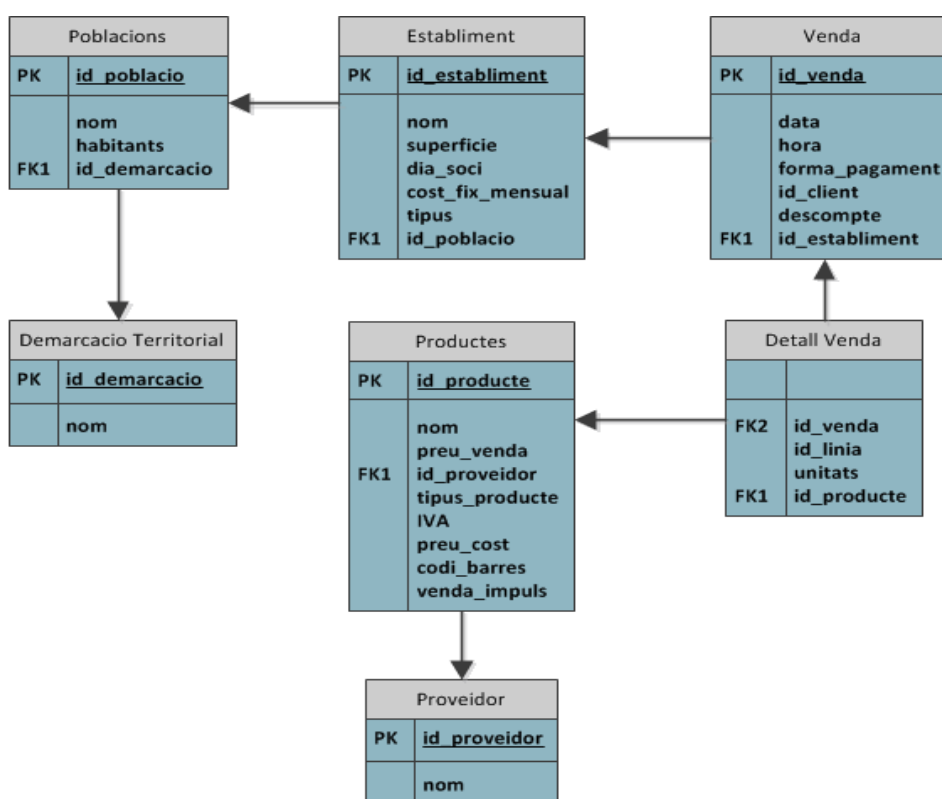 Poblacions
PK id_poblacio
nom
habitants
FK1 id_demarcacio
Establiment
PK id_establiment
nom
superficie
dia_soci
cost_fix_mensual
tipus
FK1 id_poblacio
Venda
PK id_venda
data
hora
forma_pagament
id_client
descompte
FK1 id_establiment
Demarcacio Territorial
PK id_demarcacio
nom
Productes
PK id_producte
nom
preu_venda
FK1 id_proveidor
tipus_producte
IVA
preu_cost
codi_barres
venda_impuls
Detall Venda
FK2 id_venda
id_linia
unitats
FK1 id_producte
Proveidor
PK id_proveidor
nom